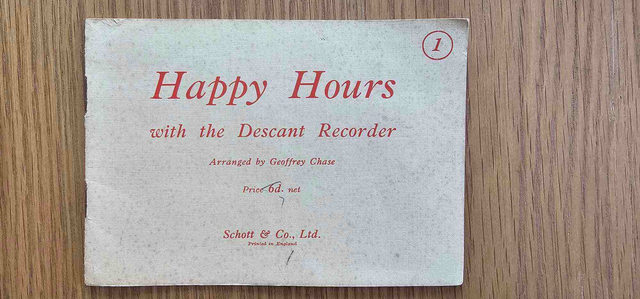 1
Happy Hours
with the Descant Recorder
Arranged by Geoffrey Chase
Price 6d. net
7
Schott & Co., Ltd.
Printed in England